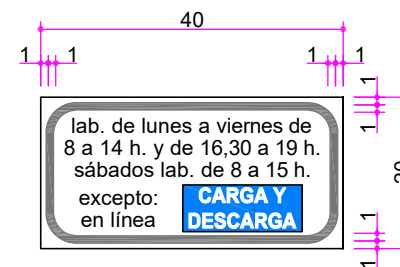 40
1 1 1 1
1
1
lab. de lunes a viernes de
8 a 14 h. y de 16,30 a 19 h.
sábados lab. de 8 a 15 h.
excepto: CARGA Y
en línea DESCARGA
1
1